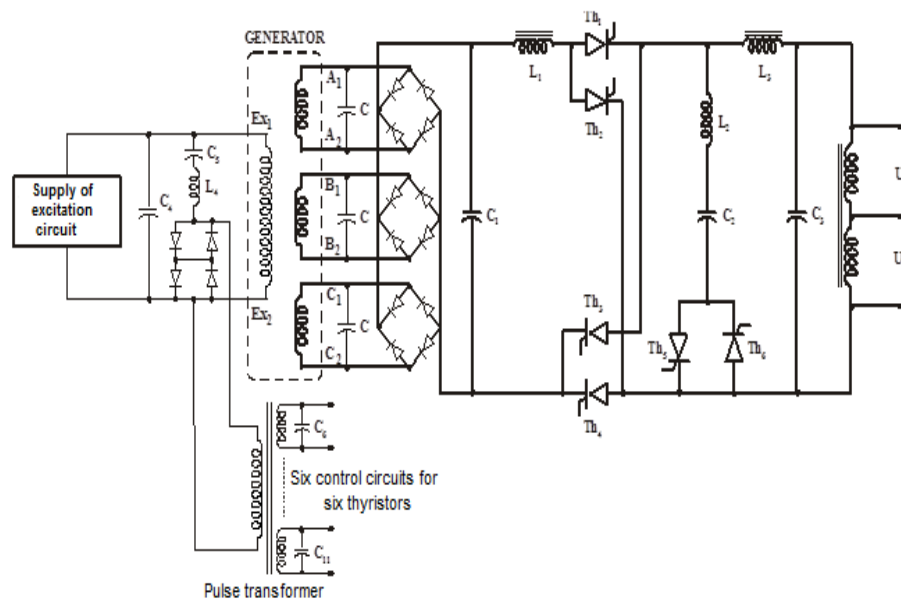 GENERATOR
Th₁
L₁
L₃
A₁
C
Th₂
L₂
Ex₁
A₂
C₅
L₄
Supply of
excitation
circuit
C₄
B₁
C
B₂
C₁
C₂
C₃
U
U
Ex₂
C₁
C
C₂
Th₃
Th₅
Th₆
Th₄
C₆
Six control circuits for
six thyristors
C₁₁
Pulse transformer